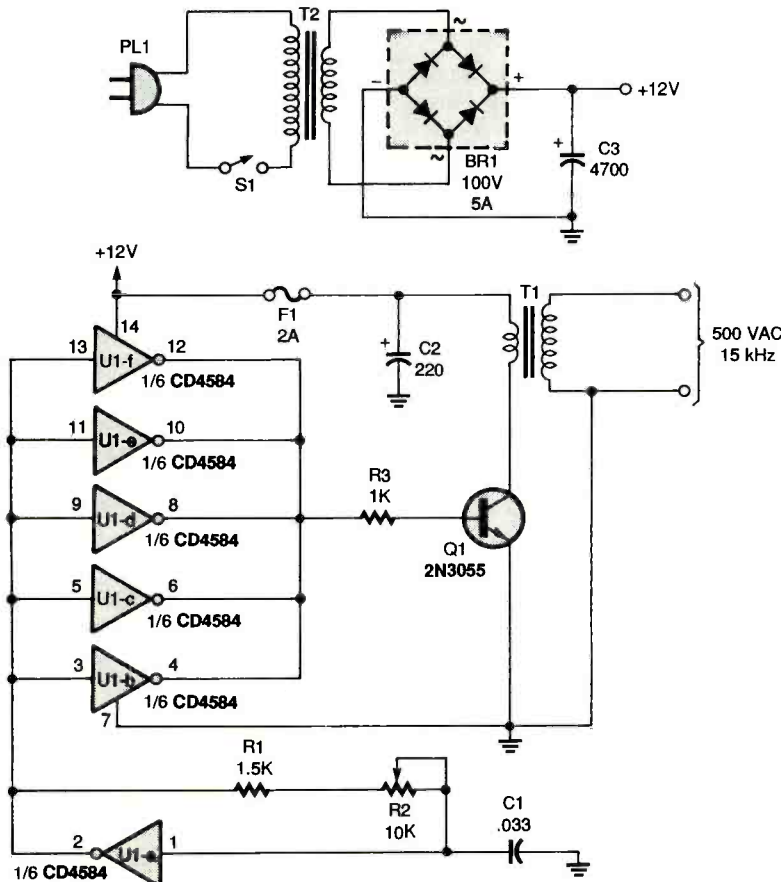 PL1
T2
~
−
+
+12V
~
BR1
100V
5A
S1
+
C3
4700
+12V
14
F1
2A
T1
+
C2
220
500 VAC
15 kHz
13
U1-f
12
1/6 CD4584
11
U1-e
10
1/6 CD4584
9
U1-d
8
1/6 CD4584
R3
1K
Q1
2N3055
5
U1-c
6
1/6 CD4584
3
U1-b
4
1/6 CD4584
7
R1
1.5K
R2
10K
C1
.033
2
U1-a
1
1/6 CD4584